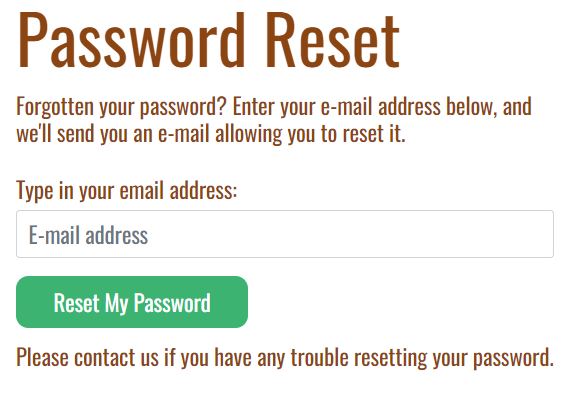 Password Reset
Forgotten your password? Enter your e-mail address below, and
we'll send you an e-mail allowing you to reset it.
Type in your email address:
E-mail address
Reset My Password
Please contact us if you have any trouble resetting your password.